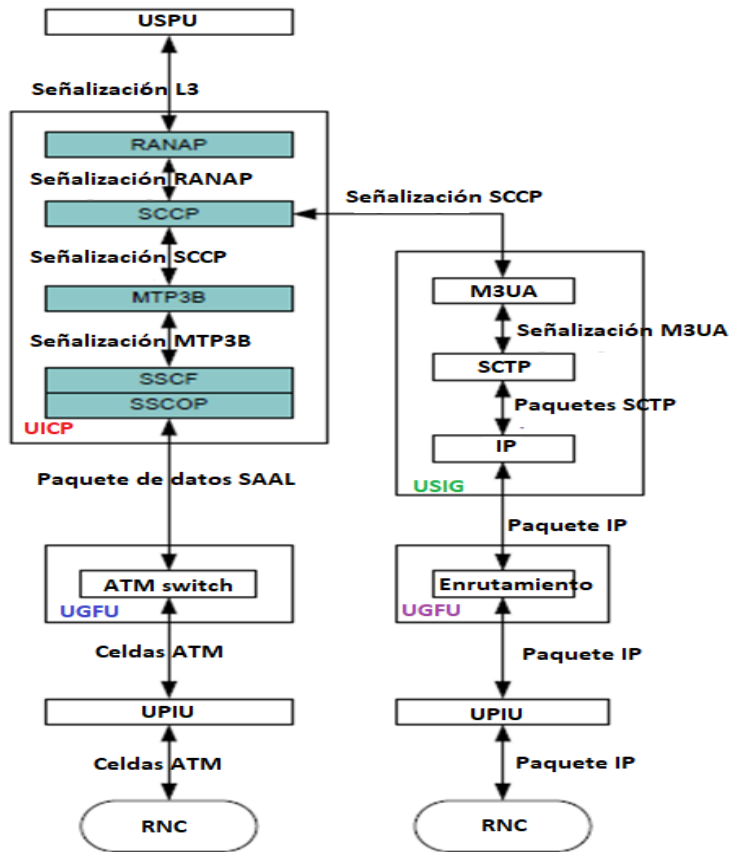 USPU
Señalización L3
RANAP
Señalización RANAP
SCCP
Señalización SCCP
Señalización SCCP
MTP3B
Señalización MTP3B
SSCF
SSCOP
UICP
M3UA
Señalización M3UA
SCTP
Paquetes SCTP
IP
USIG
Paquete de datos SAAL
Paquete IP
ATM switch
UGFU
Enrutamiento
UGFU
Celdas ATM
Paquete IP
UPIU
UPIU
Celdas ATM
Paquete IP
RNC
RNC